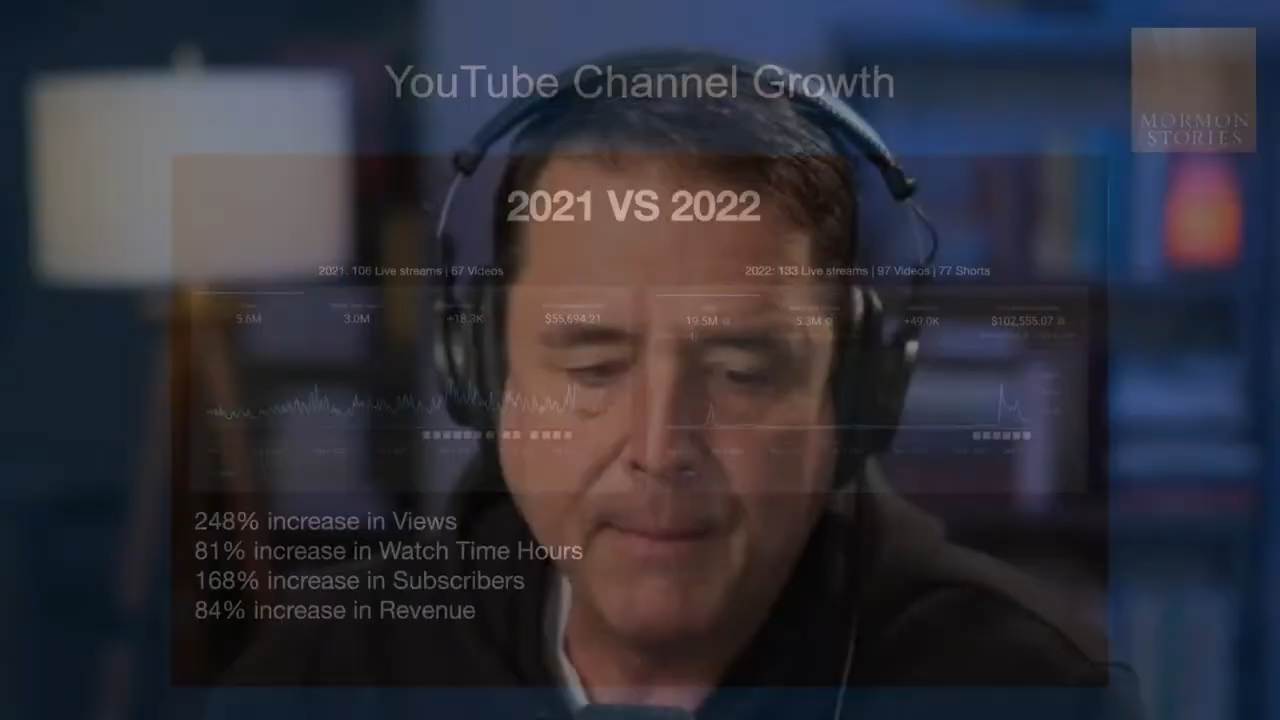 YouTube Channel Growth
MORMON
STORIES
2021 VS 2022
2021: 106 Live streams | 67 Videos
2022: 133 Live streams | 97 Videos | 77 Shorts
5.6M
3.0M
+18.3K
$55,694.21
19.5M
5.3M
+49.0K
$102,555.07
248% increase in Views
81% increase in Watch Time Hours
168% increase in Subscribers
84% increase in Revenue